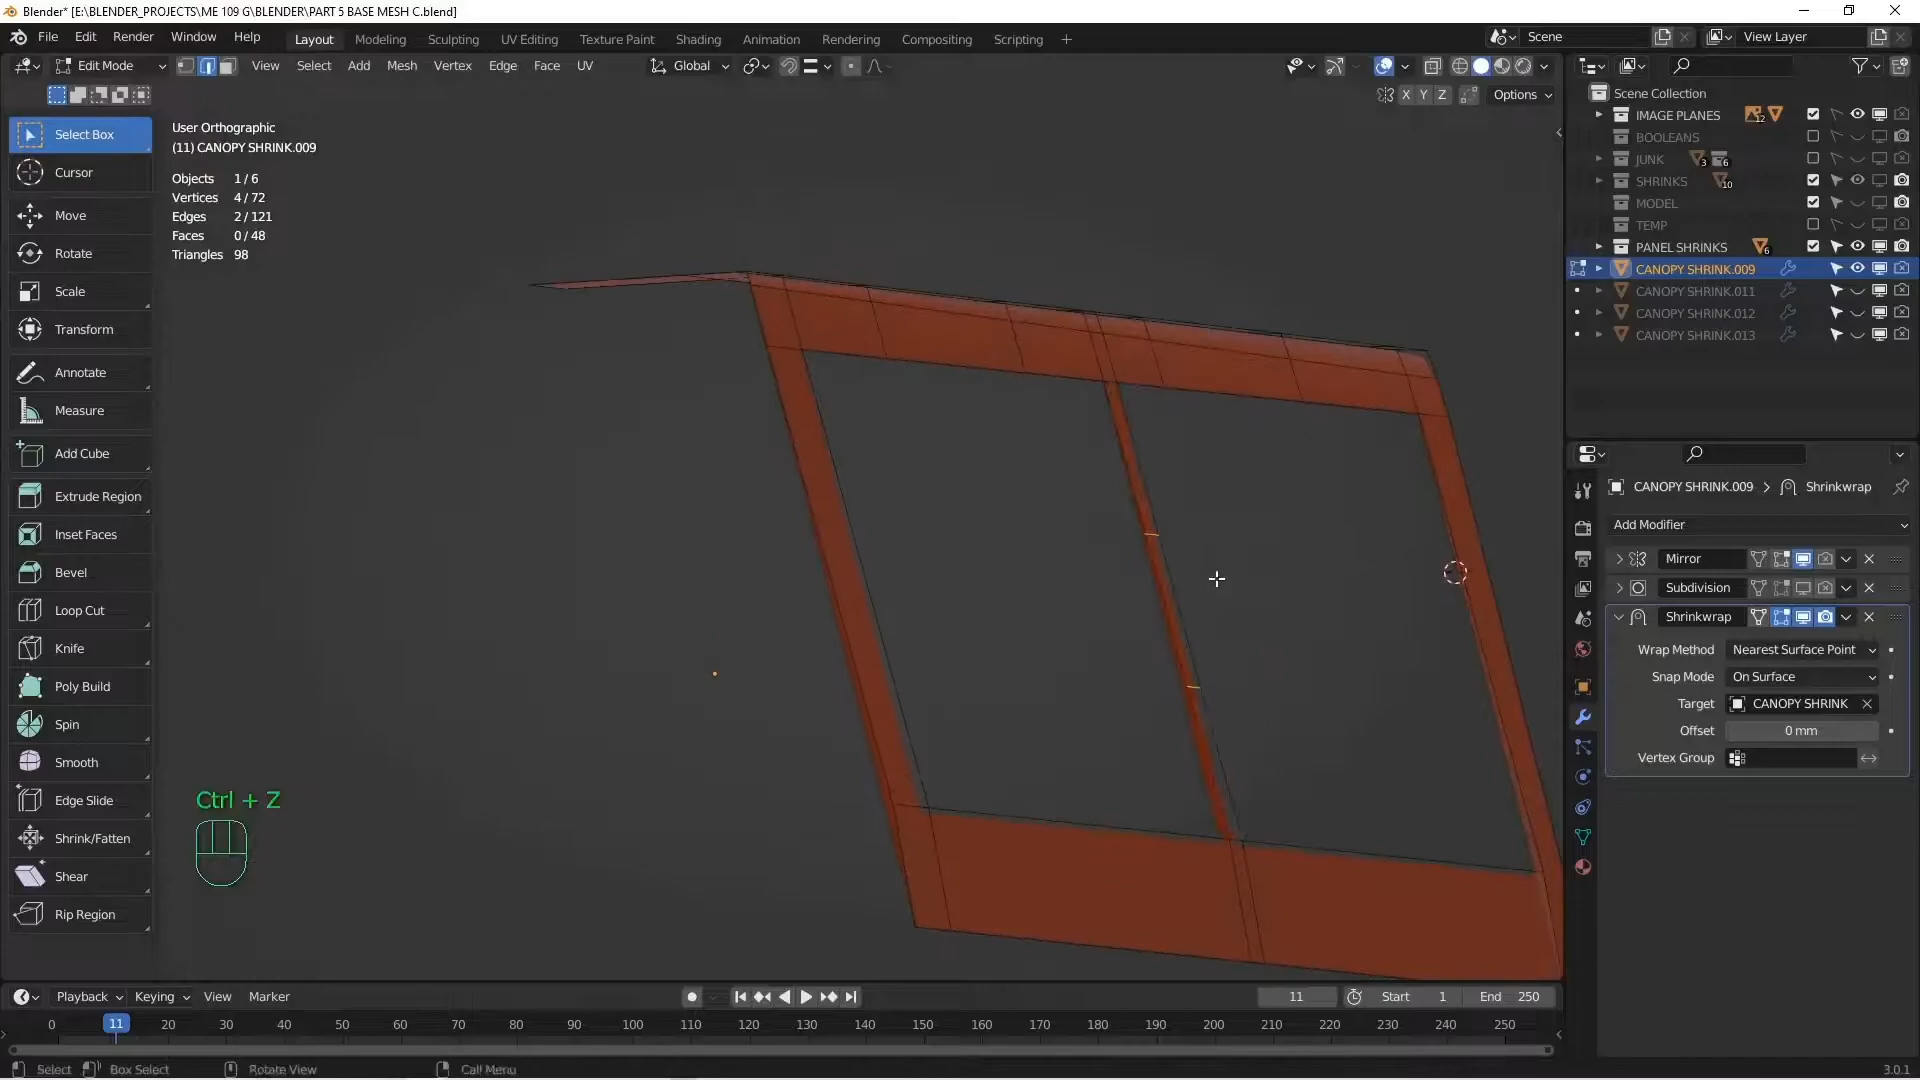 Blender* [E:\BLENDER_PROJECTS\ME 109 G\BLENDER\PART 5 BASE MESH C.blend]
File Edit Render Window Help Layout Modeling Sculpting UV Editing Texture Paint Shading Animation Rendering Compositing Scripting + Scene View Layer
Edit Mode View Select Add Mesh Vertex Edge Face UV Global
X Y Z Options
Select Box
Cursor
Move
Rotate
Scale
Transform
Annotate
Measure
Add Cube
Extrude Region
Inset Faces
Bevel
Loop Cut
Knife
Poly Build
Spin
Smooth
Edge Slide
Shrink/Fatten
Shear
Rip Region
User Orthographic
(11) CANOPY SHRINK.009
Objects 1 / 6
Vertices 4 / 72
Edges 2 / 121
Faces 0 / 48
Triangles 98
Ctrl + Z
Scene Collection
IMAGE PLANES 12
BOOLEANS
JUNK 3 6
SHRINKS 10
MODEL
TEMP
PANEL SHRINKS 6
CANOPY SHRINK.009
CANOPY SHRINK.011
CANOPY SHRINK.012
CANOPY SHRINK.013
CANOPY SHRINK.009 > Shrinkwrap
Add Modifier
Mirror
Subdivision
Shrinkwrap
Wrap Method Nearest Surface Point
Snap Mode On Surface
Target CANOPY SHRINK
Offset 0 mm
Vertex Group
Playback Keying View Marker 11 Start 1 End 250
0 11 20 30 40 50 60 70 80 90 100 110 120 130 140 150 160 170 180 190 200 210 220 230 240 250
Select Box Select Rotate View Call Menu 3.0.1